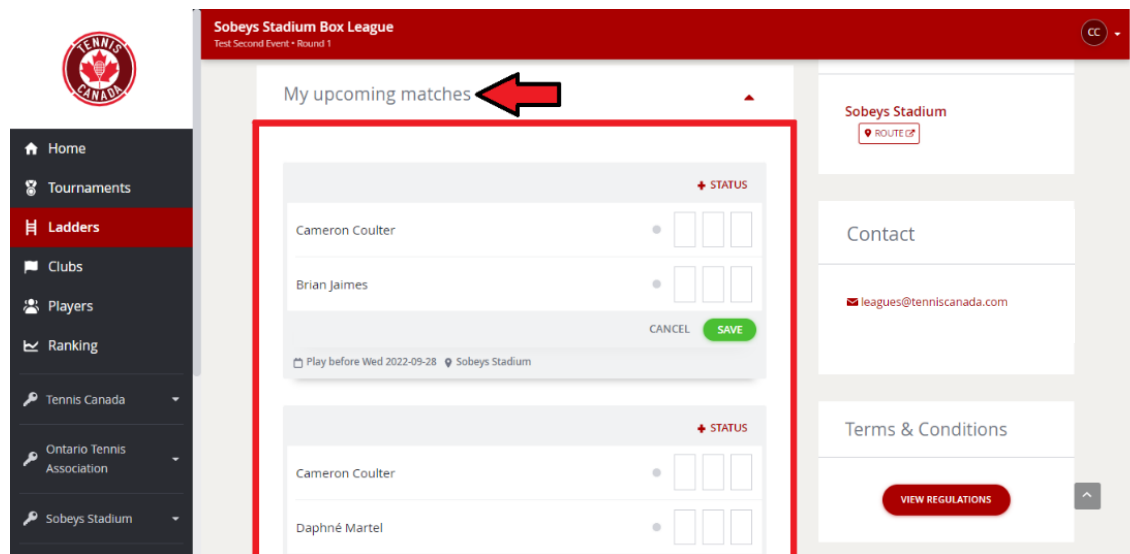 TENNIS
CANADA
Home
Tournaments
Ladders
Clubs
Players
Ranking
Tennis Canada
Ontario Tennis
Association
Sobeys Stadium
Sobeys Stadium Box League
Test Second Event • Round 1
CC
My upcoming matches
STATUS
Cameron Coulter
Brian Jaimes
CANCEL SAVE
Play before Wed 2022-09-28 Sobeys Stadium
STATUS
Cameron Coulter
Daphné Martel
Sobeys Stadium
ROUTE
Contact
leagues@tenniscanada.com
Terms & Conditions
VIEW REGULATIONS